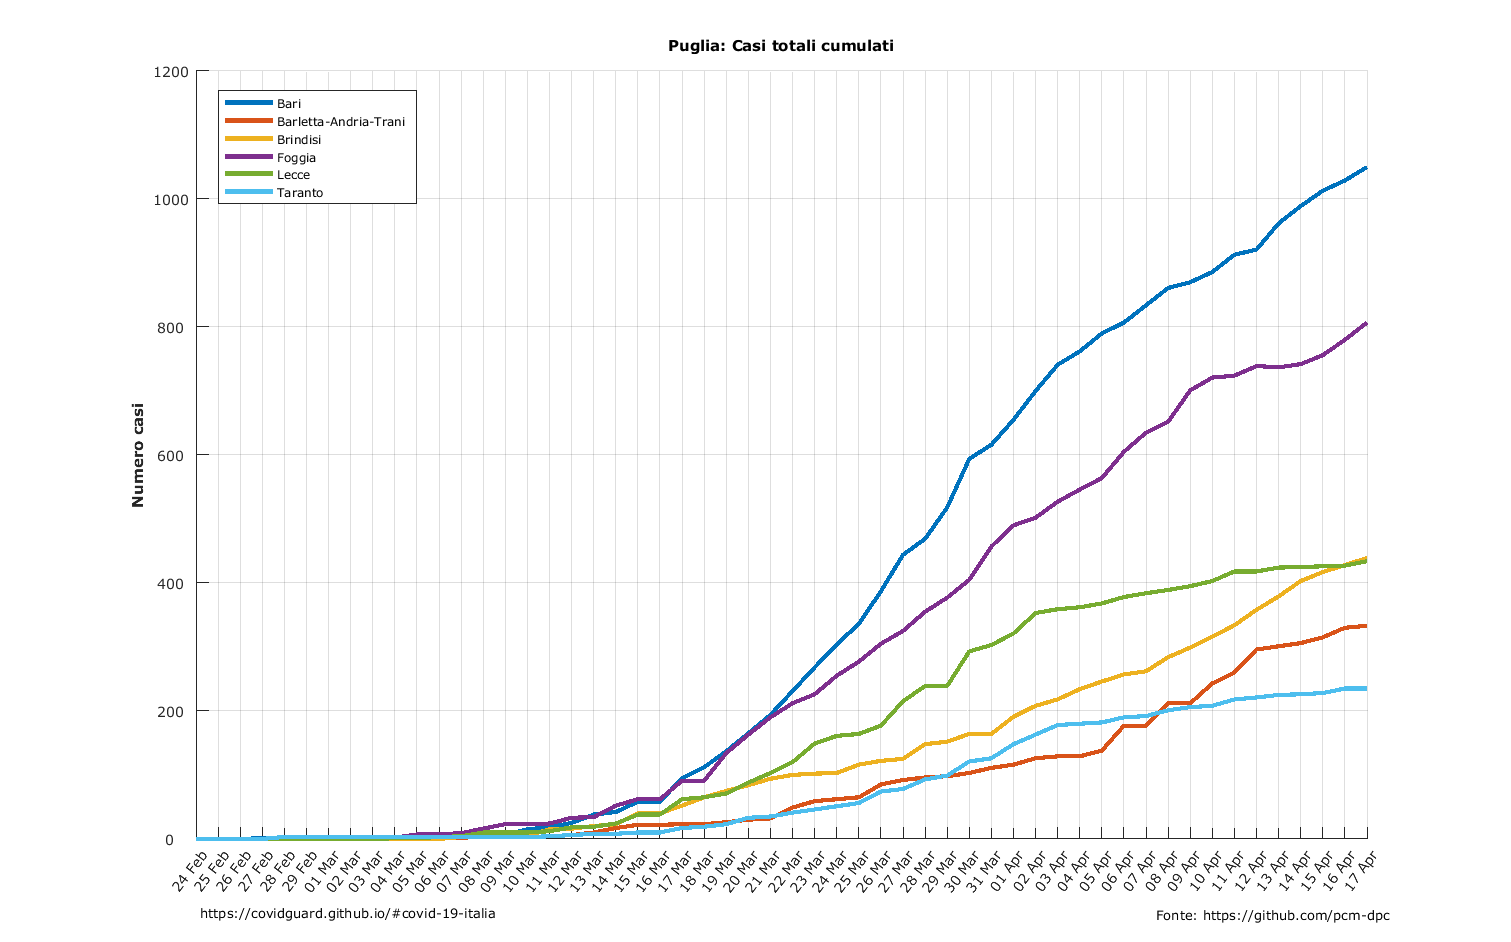 Puglia: Casi totali cumulati
1200
1000
800
600
400
200
0
Numero casi
Bari
Barletta-Andria-Trani
Brindisi
Foggia
Lecce
Taranto
24 Feb
25 Feb
26 Feb
27 Feb
28 Feb
29 Feb
01 Mar
02 Mar
03 Mar
04 Mar
05 Mar
06 Mar
07 Mar
08 Mar
09 Mar
10 Mar
11 Mar
12 Mar
13 Mar
14 Mar
15 Mar
16 Mar
17 Mar
18 Mar
19 Mar
20 Mar
21 Mar
22 Mar
23 Mar
24 Mar
25 Mar
26 Mar
27 Mar
28 Mar
29 Mar
30 Mar
31 Mar
01 Apr
02 Apr
03 Apr
04 Apr
05 Apr
06 Apr
07 Apr
08 Apr
09 Apr
10 Apr
11 Apr
12 Apr
13 Apr
14 Apr
15 Apr
16 Apr
17 Apr
https://covidguard.github.io/#covid-19-italia
Fonte: https://github.com/pcm-dpc